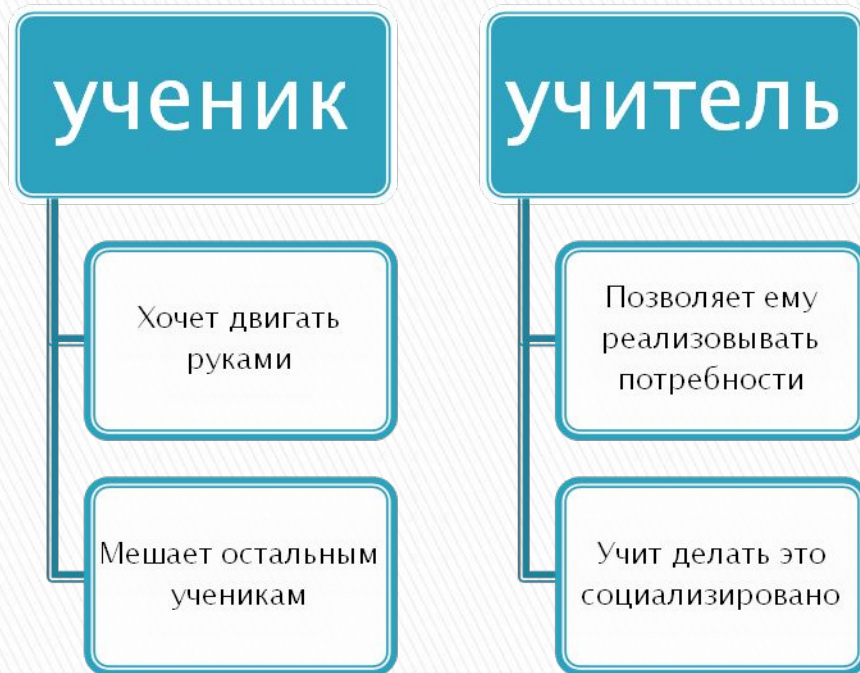 ученик
Хочет двигать
руками
Мешает остальным
ученикам
учитель
Позволяет ему
реализовывать
потребности
Учит делать это
социализировано